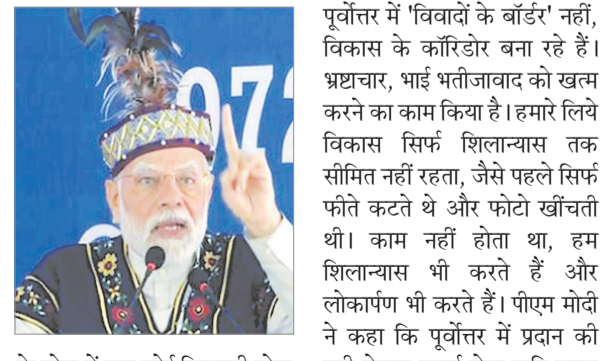 972
पूर्वोत्तर में 'विवादों के बॉर्डर' नहीं,
विकास के कॉरिडोर बना रहे हैं।
भ्रष्टाचार, भाई भतीजावाद को खत्म
करने का काम किया है। हमारे लिये
विकास सिर्फ शिलान्यास तक
सीमित नहीं रहता, जैसे पहले सिर्फ
फीते कटते थे और फोटो खींचती
थी। काम नहीं होता था, हम
शिलान्यास भी करते हैं और
लोकार्पण भी करते हैं। पीएम मोदी
ने कहा कि पूर्वोत्तर में प्रदान की